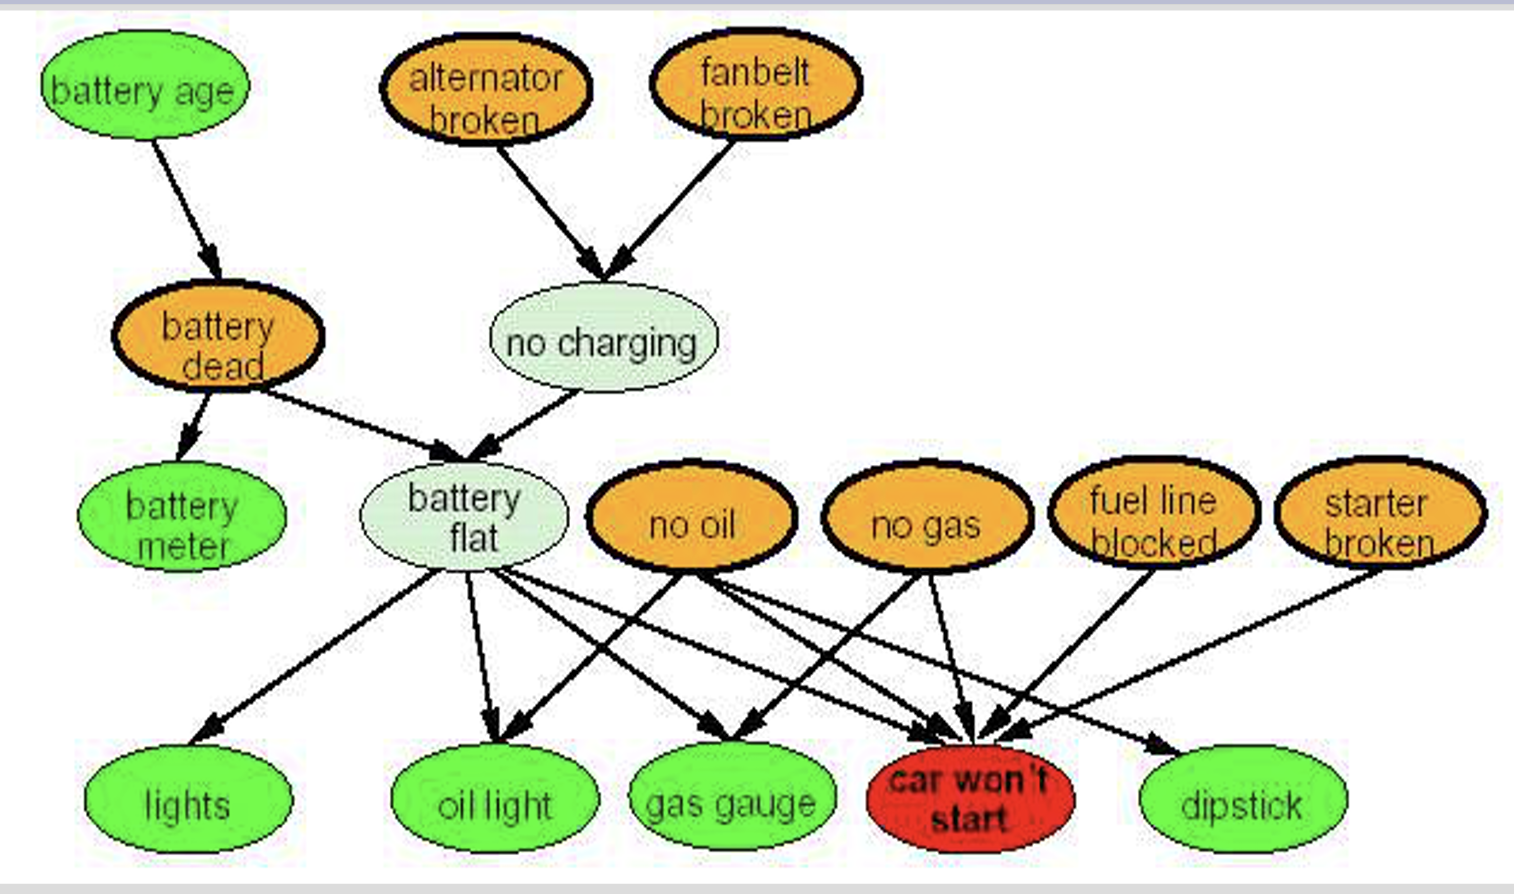 battery age
alternator
broken
fanbelt
broken
battery
dead
no charging
battery
meter
battery
flat
no oil
no gas
fuel line
blocked
starter
broken
lights
oil light
gas gauge
car won't
start
dipstick